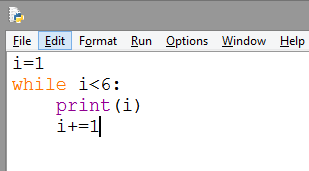 File Edit Format Run Options Window Help
i=1
while i<6:
    print(i)
    i+=1